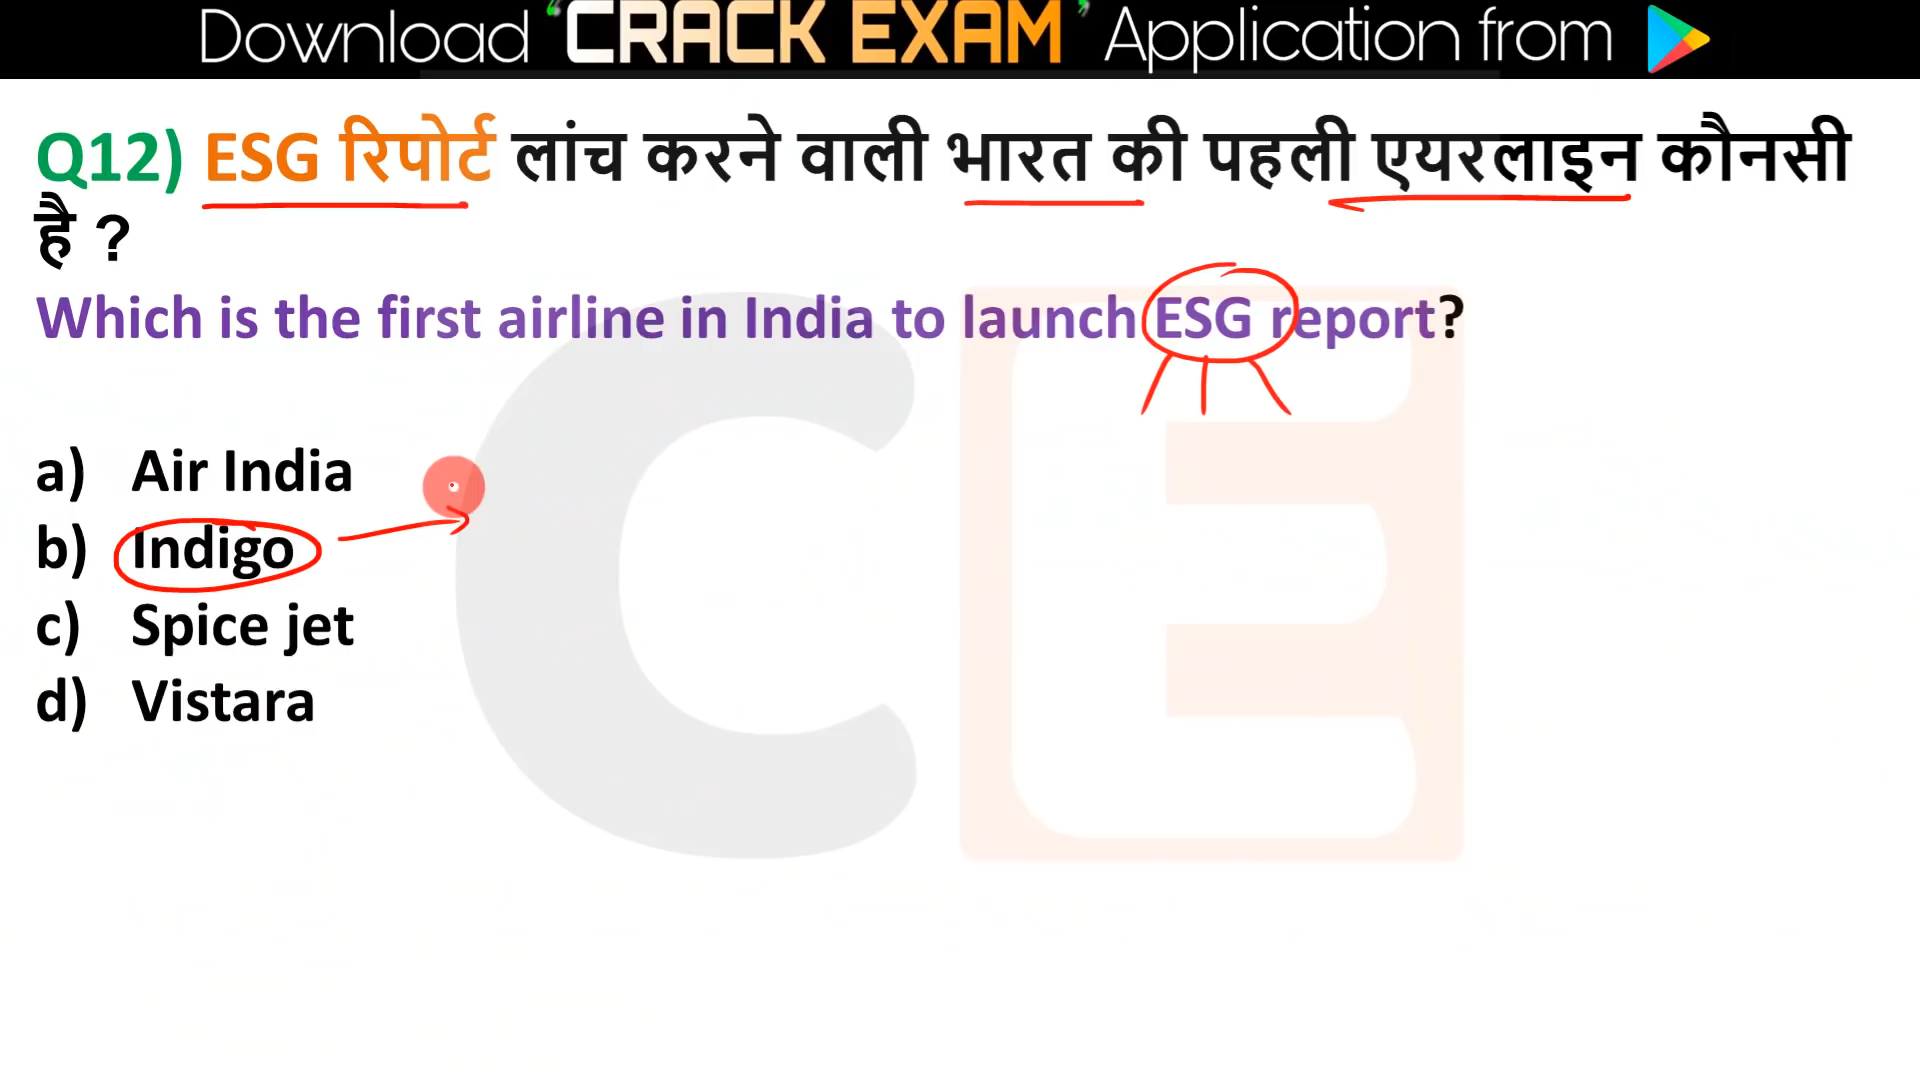 Download 'CRACK EXAM' Application from
Q12) ESG रिपोर्ट लांच करने वाली भारत की पहली एयरलाइन कौनसी
है ?
Which is the first airline in India to launch ESG report?
a) Air India
b) Indigo
c) Spice jet
d) Vistara
CE